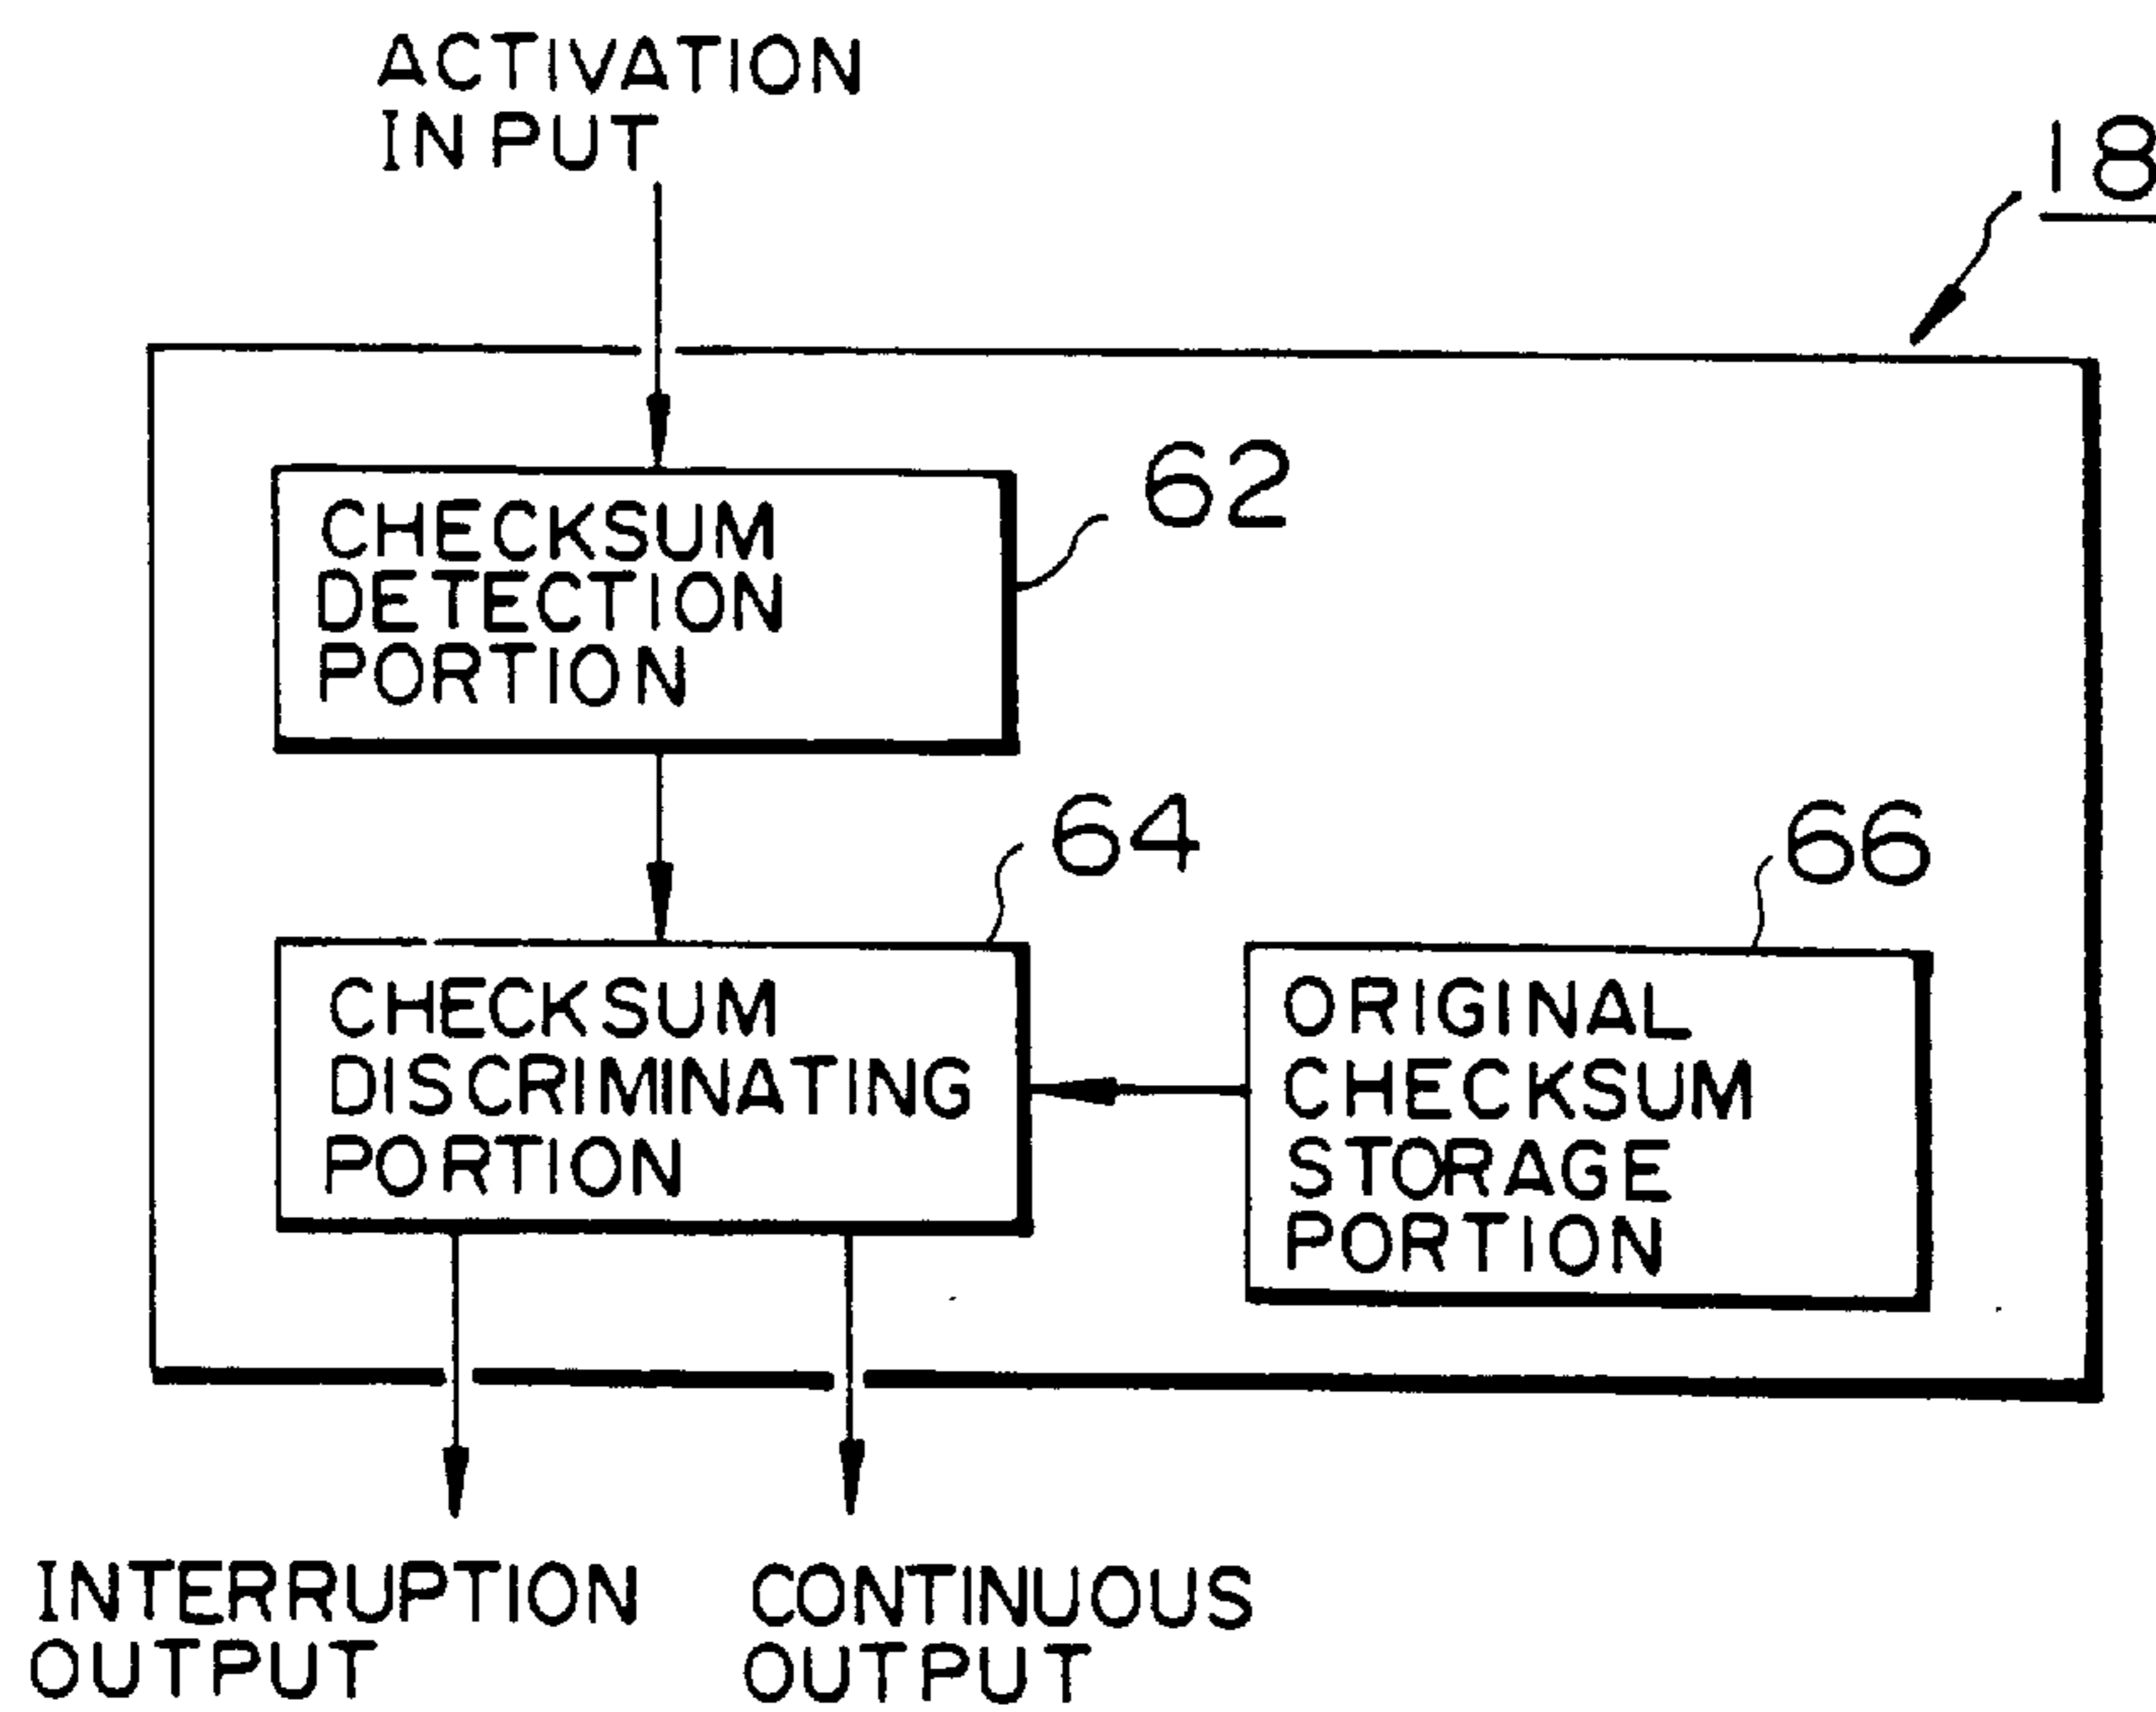 ACTIVATION
INPUT
18
62
CHECKSUM
DETECTION
PORTION
64
66
CHECKSUM
DISCRIMINATING
PORTION
ORIGINAL
CHECKSUM
STORAGE
PORTION
INTERRUPTION
OUTPUT
CONTINUOUS
OUTPUT